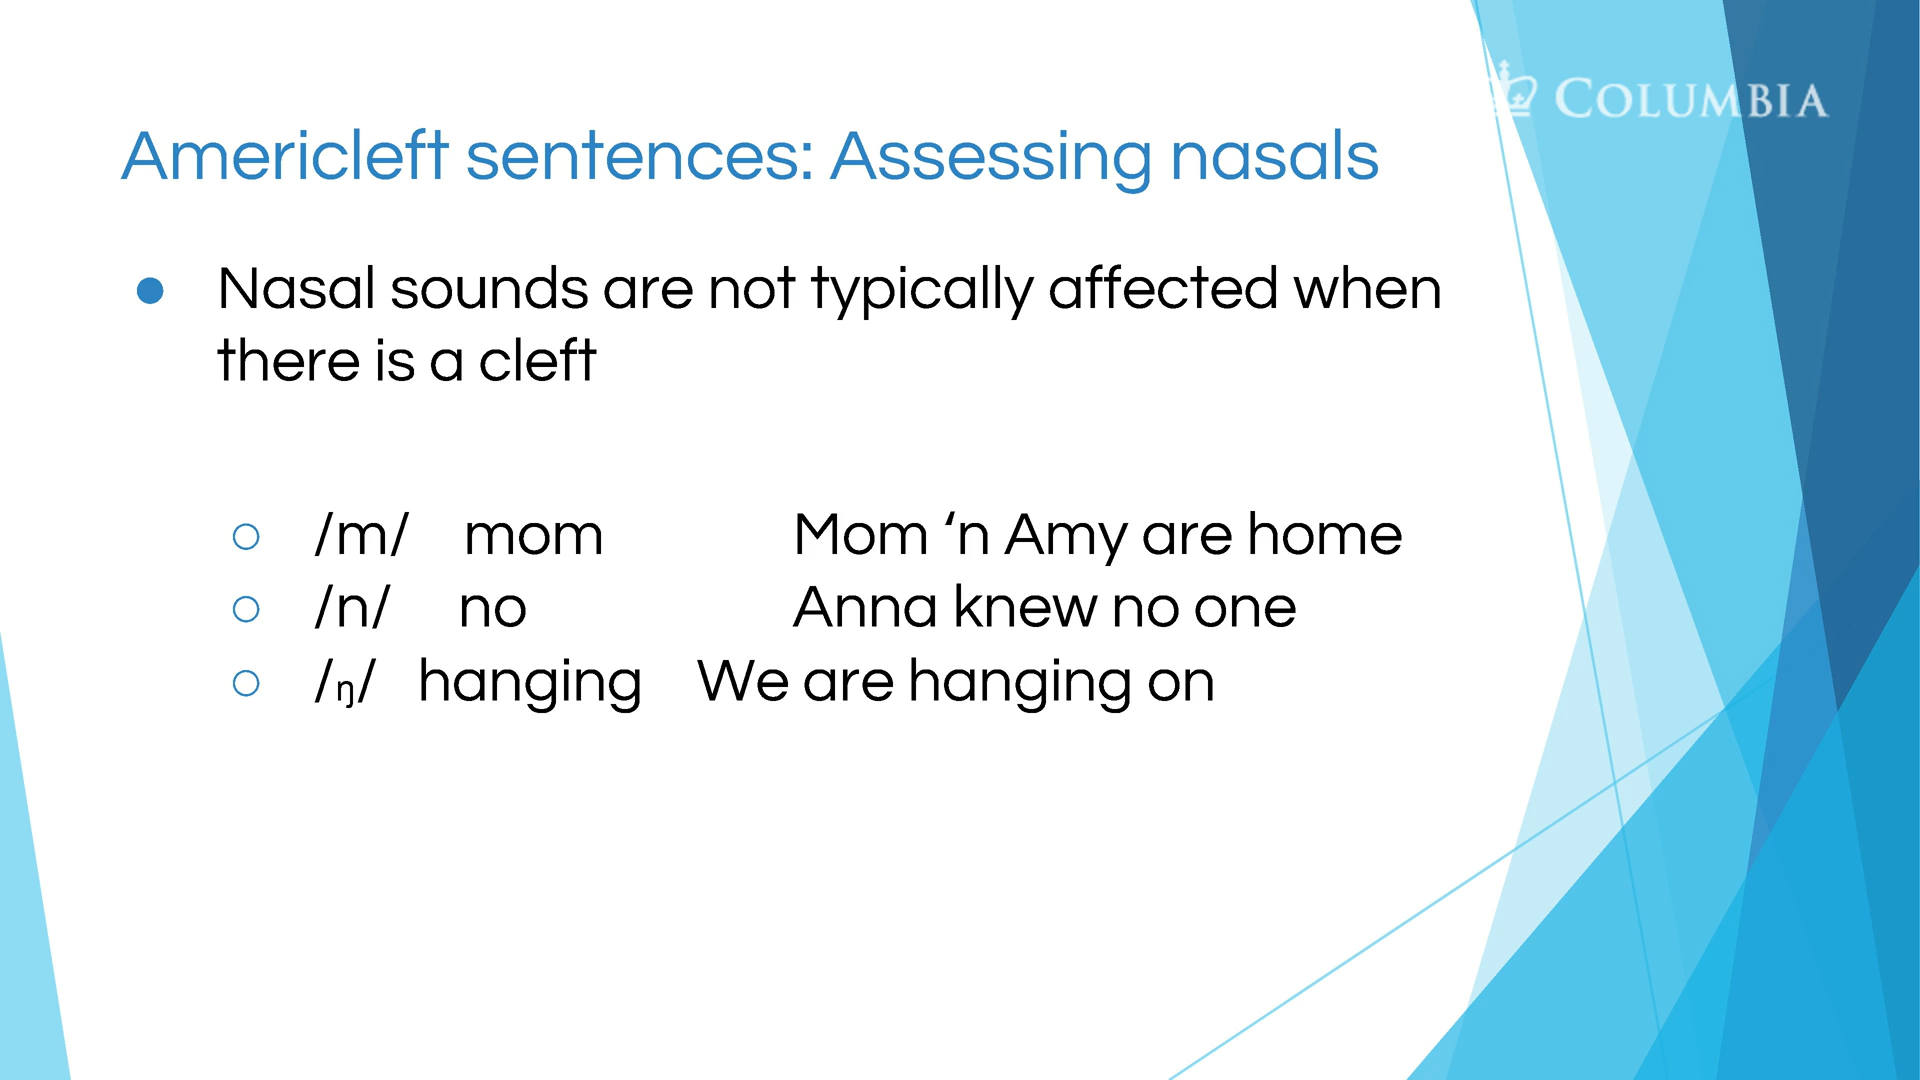 COLUMBIA
Americleft sentences: Assessing nasals
● Nasal sounds are not typically affected when
there is a cleft
○ /m/ mom Mom ‘n Amy are home
○ /n/ no Anna knew no one
○ /ŋ/ hanging We are hanging on